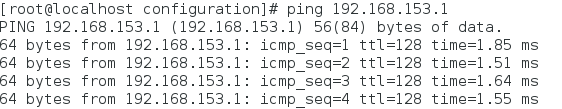 [root@localhost configuration]# ping 192.168.153.1
PING 192.168.153.1 (192.168.153.1) 56(84) bytes of data.
64 bytes from 192.168.153.1: icmp_seq=1 ttl=128 time=1.85 ms
64 bytes from 192.168.153.1: icmp_seq=2 ttl=128 time=1.51 ms
64 bytes from 192.168.153.1: icmp_seq=3 ttl=128 time=1.64 ms
64 bytes from 192.168.153.1: icmp_seq=4 ttl=128 time=1.55 ms